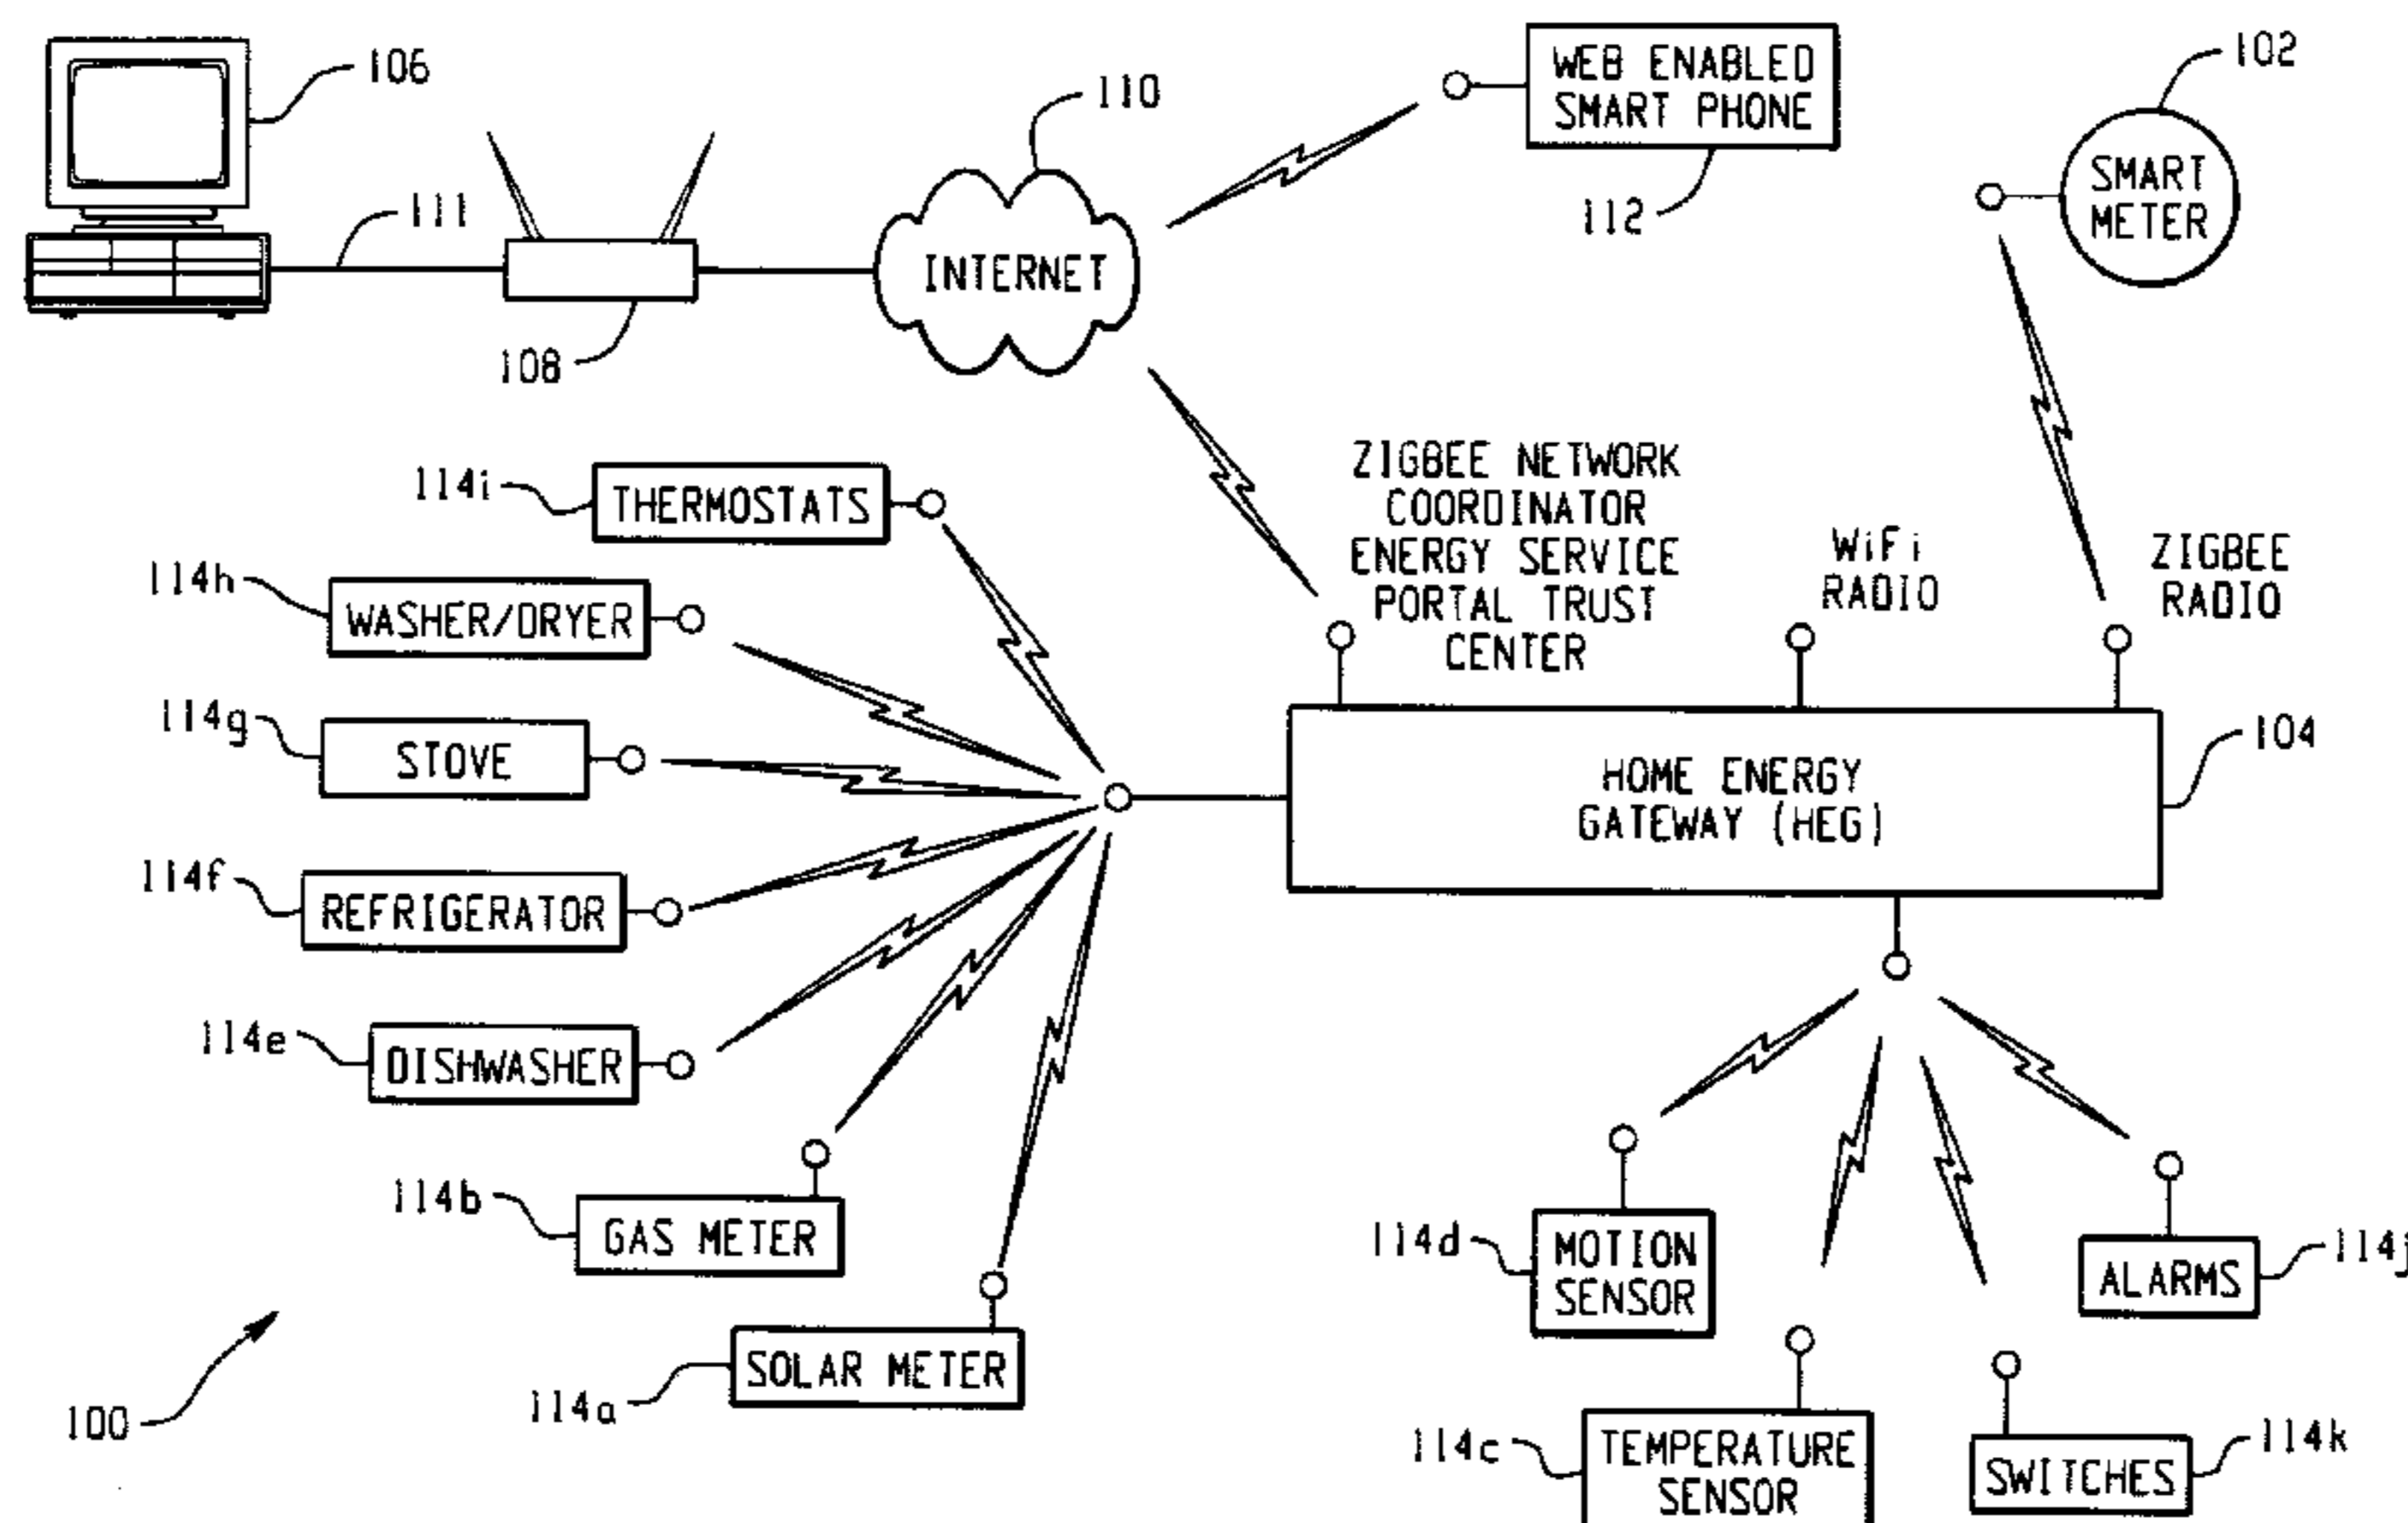 106
110
WEB ENABLED
SMART PHONE
102
SMART
METER
111
112
INTERNET
108
ZIGBEE NETWORK
COORDINATOR
ENERGY SERVICE
PORTAL TRUST
CENTER
WiFi
RADIO
ZIGBEE
RADIO
114i
THERMOSTATS
114h
WASHER/DRYER
114g
STOVE
104
HOME ENERGY
GATEWAY (HEG)
114f
REFRIGERATOR
114e
DISHWASHER
114b
GAS METER
114d
MOTION
SENSOR
114j
ALARMS
114a
SOLAR METER
100
114c
TEMPERATURE
SENSOR
114k
SWITCHES